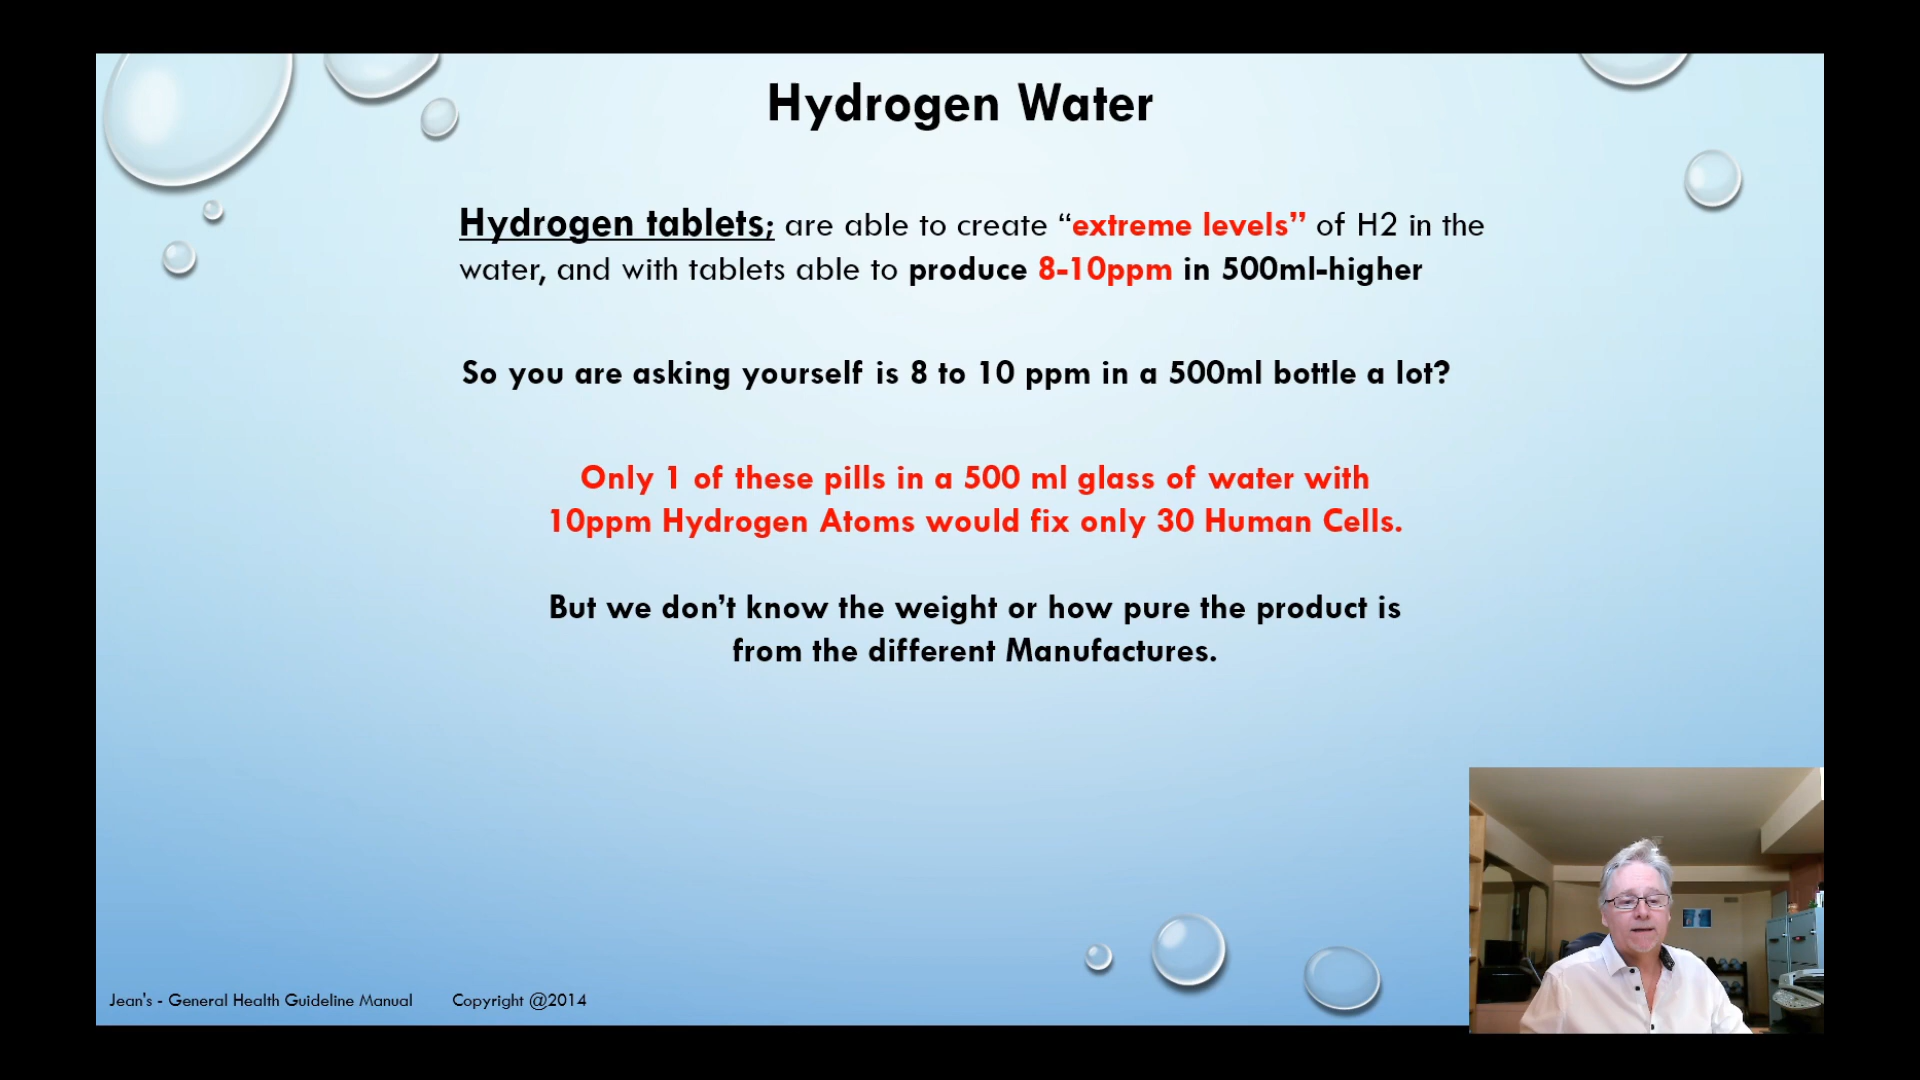 Hydrogen Water
Hydrogen tablets; are able to create “extreme levels” of H2 in the
water, and with tablets able to produce 8-10ppm in 500ml-higher
So you are asking yourself is 8 to 10 ppm in a 500ml bottle a lot?
Only 1 of these pills in a 500 ml glass of water with
10ppm Hydrogen Atoms would fix only 30 Human Cells.
But we don’t know the weight or how pure the product is
from the different Manufactures.
Jean's - General Health Guideline Manual Copyright @2014